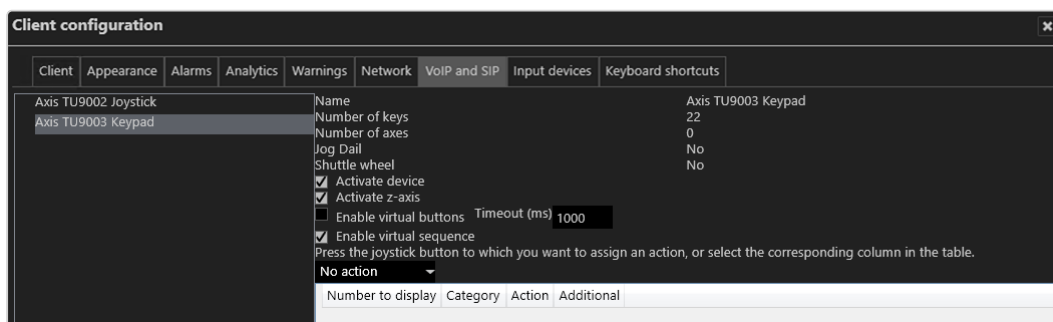 Client configuration
Client Appearance Alarms Analytics Warnings Network VoIP and SIP Input devices Keyboard shortcuts
Axis TU9002 Joystick
Axis TU9003 Keypad
Name Axis TU9003 Keypad
Number of keys 22
Number of axes 0
Jog Dail No
Shuttle wheel No
Activate device
Activate z-axis
Enable virtual buttons Timeout (ms) 1000
Enable virtual sequence
Press the joystick button to which you want to assign an action, or select the corresponding column in the table.
No action
Number to display Category Action Additional